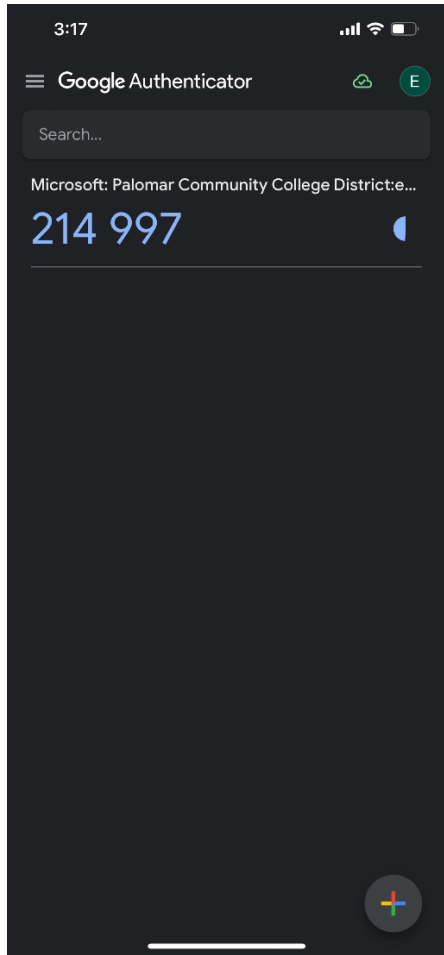 3:17
Google Authenticator
E
Search...
Microsoft: Palomar Community College District:e...
214 997